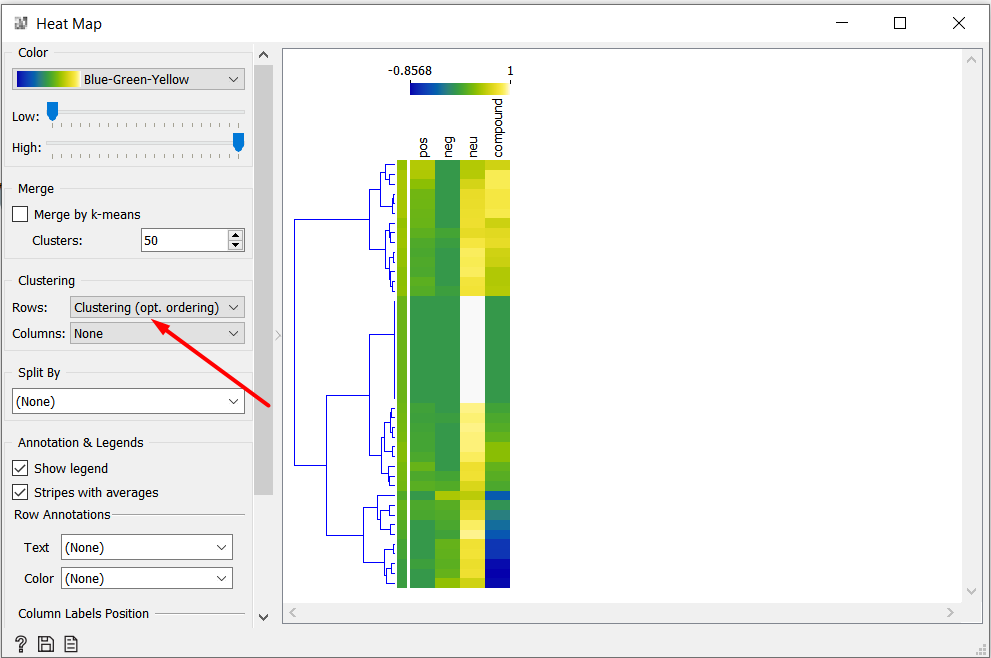 Heat Map
Color
Blue-Green-Yellow
Low:
High:
Merge
Merge by k-means
Clusters:
50
Clustering
Rows:
Clustering (opt. ordering)
Columns:
None
Split By
(None)
Annotation & Legends
Show legend
Stripes with averages
Row Annotations
Text
(None)
Color
(None)
Column Labels Position
?
-0.8568
1
pos
neg
neu
compound